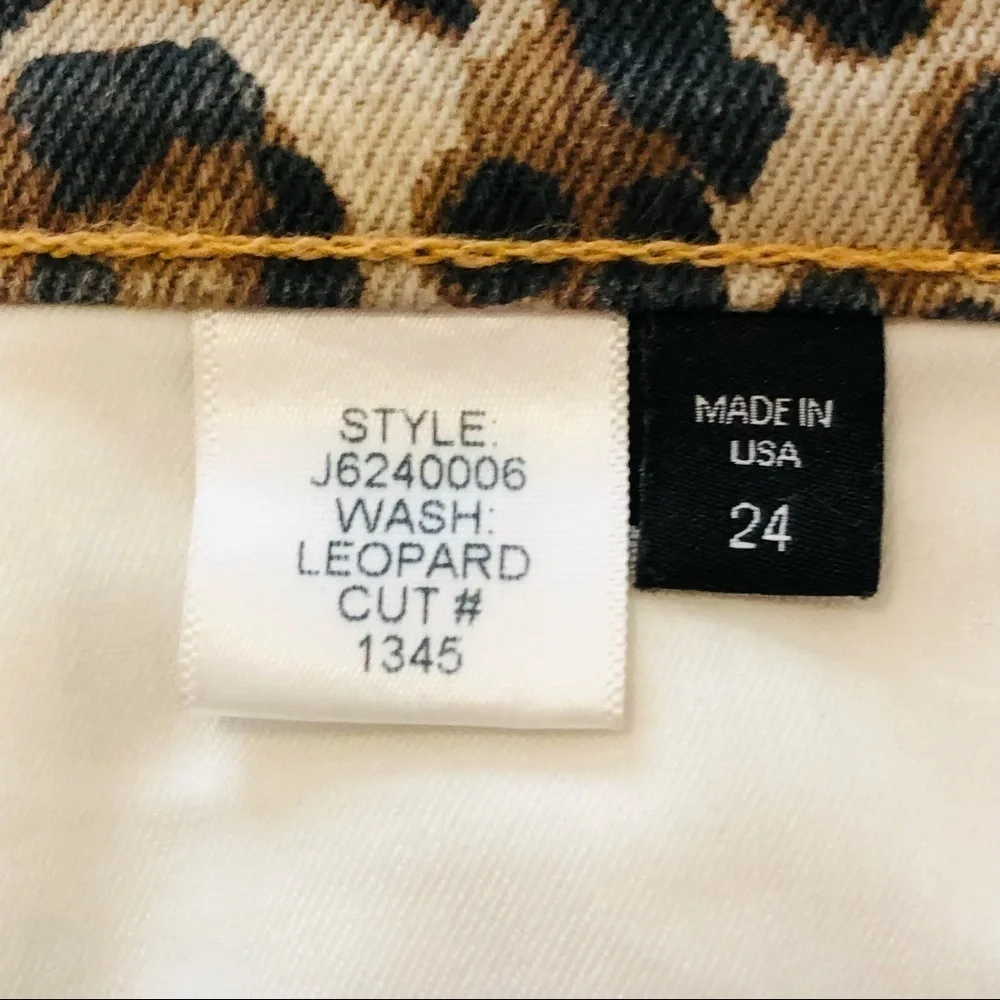 STYLE:
J6240006
WASH:
LEOPARD
CUT #
1345
MADE IN
USA
24